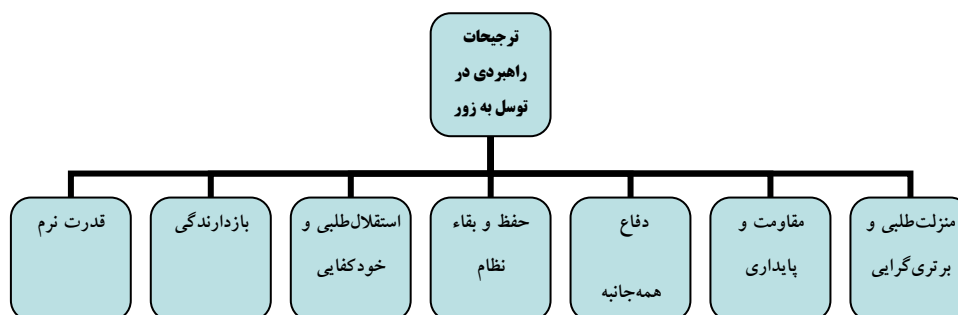 ترجیحات
راهبردی در
توسل به زور
منزلت‌طلبی و
برتری‌گرایی
مقاومت و
پایداری
دفاع
همه‌جانبه
حفظ و بقاء
نظام
استقلال‌طلبی و
خودکفایی
بازدارندگی
قدرت نرم